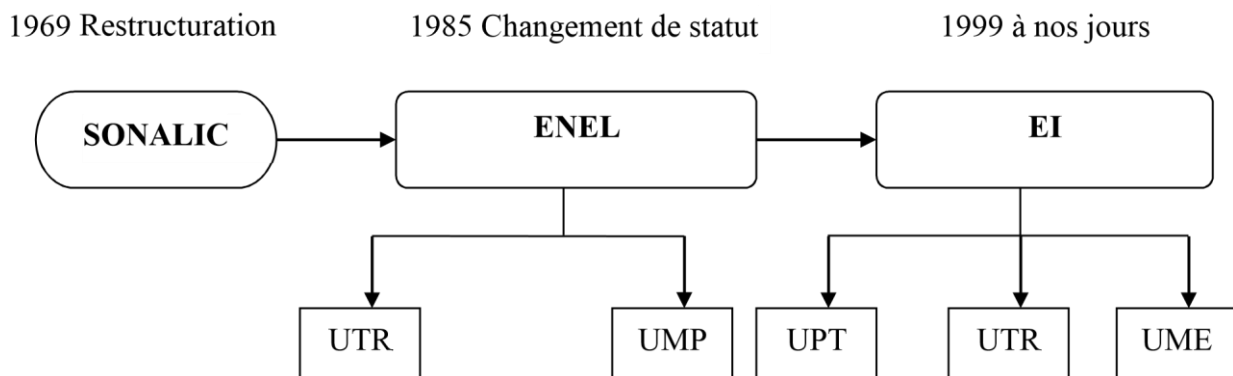 1969 Restructuration 1985 Changement de statut 1999 à nos jours
SONALIC ENEL EI
UTR UMP UPT UTR UME